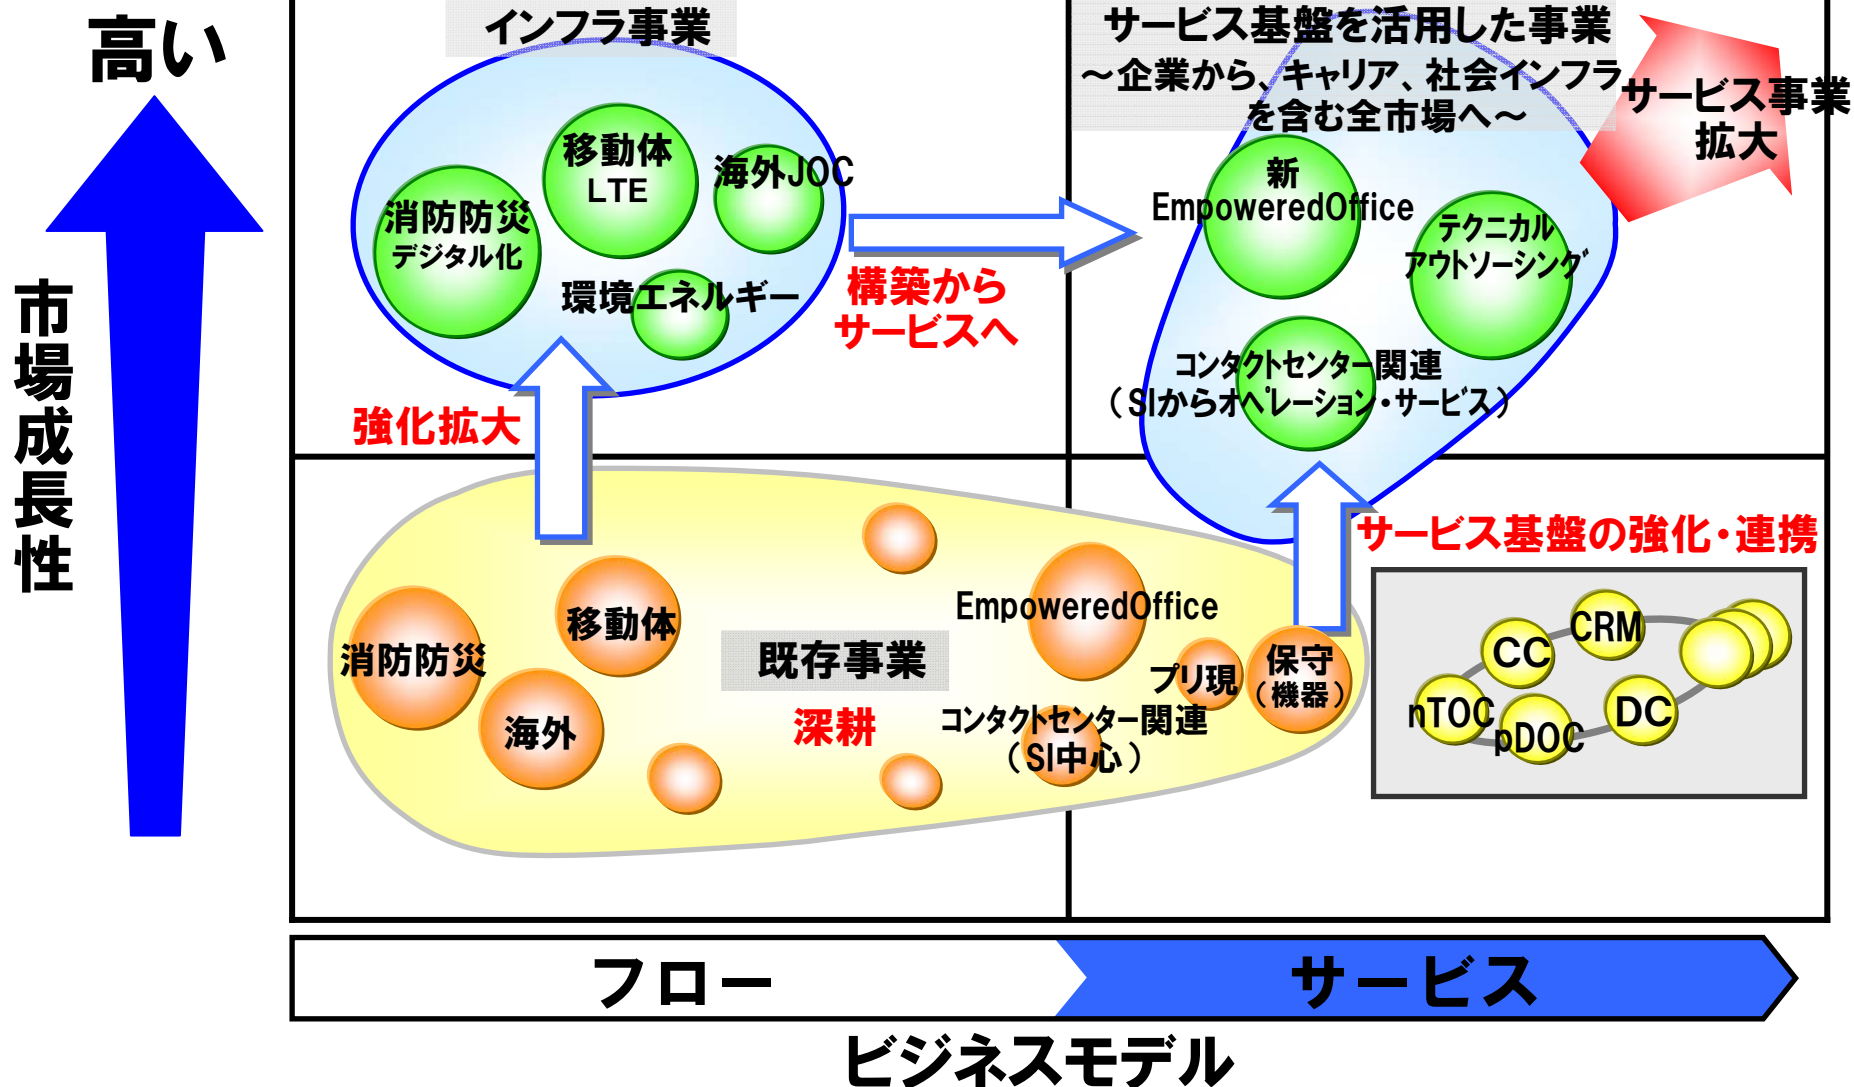 高い
市場成長性
インフラ事業
移動体
LTE
海外JOC
消防防災
デジタル化
環境エネルギー
構築から
サービスへ
サービス基盤を活用した事業
～企業から、キャリア、社会インフラ
を含む全市場へ～
サービス事業
拡大
新
EmpoweredOffice
テクニカル
アウトソーシング
コンタクトセンター関連
（SIからオペレーション・サービス）
強化拡大
サービス基盤の強化・連携
消防防災
移動体
海外
既存事業
深耕
EmpoweredOffice
プリ現
保守
（機器）
コンタクトセンター関連
（SI中心）
CRM
CC
nTOC
pDOC
DC
フロー
サービス
ビジネスモデル